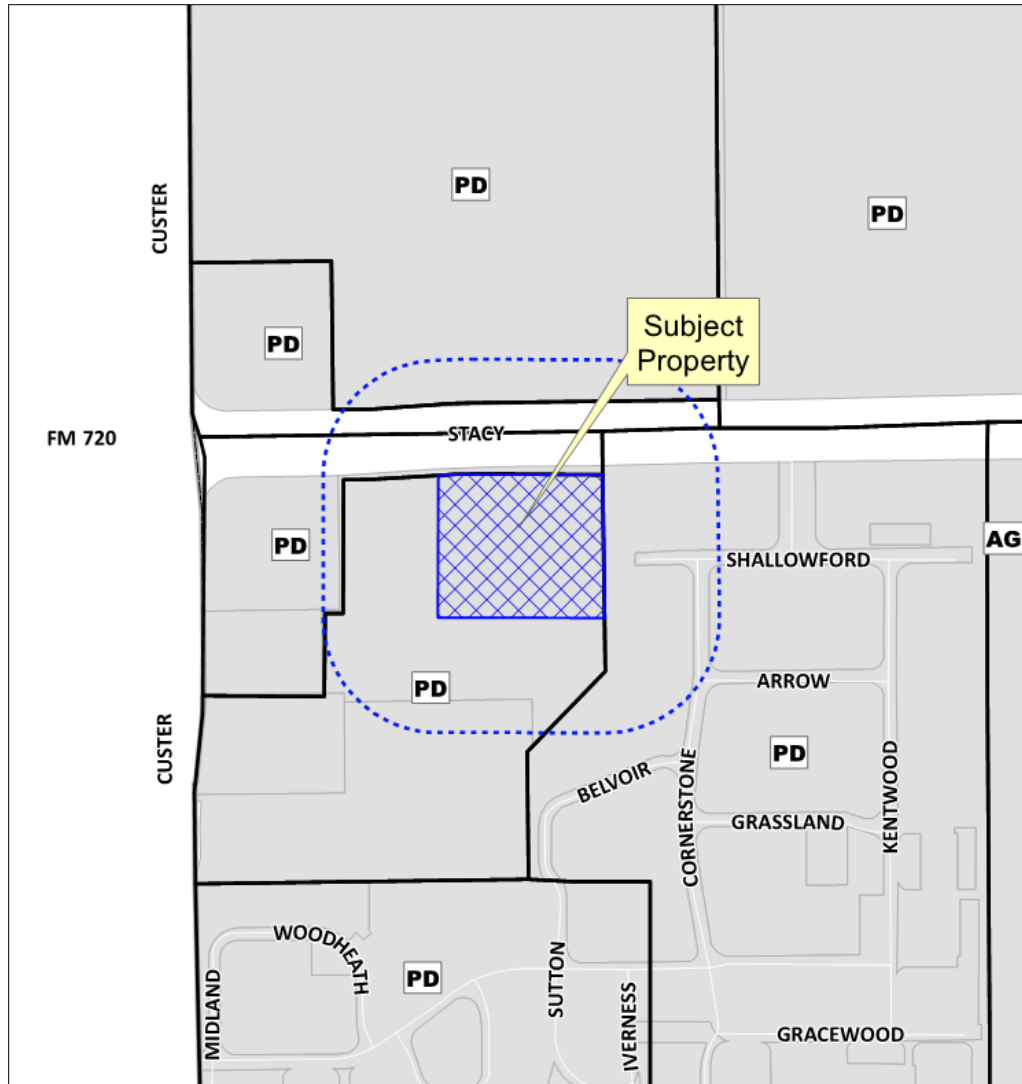 PD
PD
CUSTER
PD
Subject
Property
FM 720
STACY
PD
AG
SHALLOWFORD
PD
ARROW
CUSTER
PD
BELVOIR
CORNERSTONE
GRASSLAND
KENTWOOD
WOODHEATH
PD
SUTTON
MIDLAND
IVERNESS
GRACEWOOD